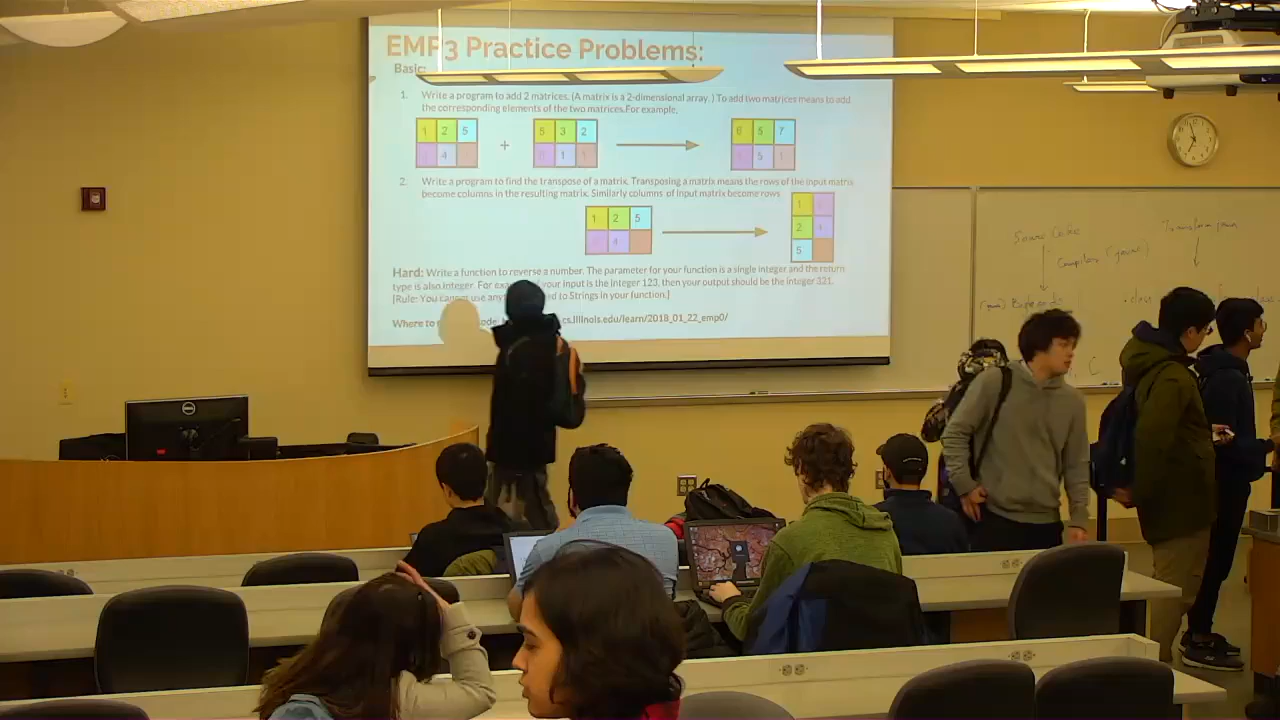 EMP3 Practice Problems:
Basic:
1. Write a program to add 2 matrices. (A matrix is a 2-dimensional array. ) To add two matrices means to add
the corresponding elements of the two matrices.For example,
1 2 5 + 5 3 2 6 5 7
4 1 5 1
2. Write a program to find the transpose of a matrix. Transposing a matrix means the rows of the input matrix
become columns in the resulting matrix. Similarly columns of input matrix become rows
1 2 5 1
4 2 4
5
Hard: Write a function to reverse a number. The parameter for your function is a single integer and the return
type is also integer. For your input is the integer 123, then your output should be the integer 321.
[Rule: You cannot use any to Strings in your function.]
Where to cs.illinois.edu/learn/2018_01_22_emp0/
DELL
Source Code
Compiler